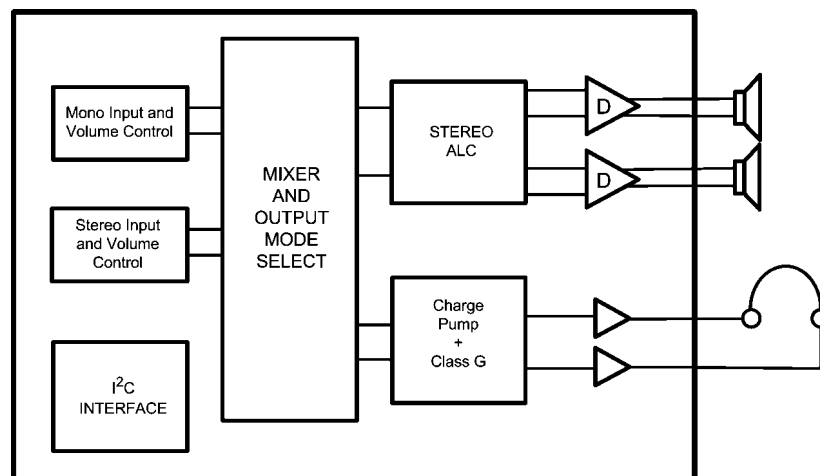 Mono Input and
Volume Control
Stereo Input
and Volume
Control
I²C
INTERFACE
MIXER
AND
OUTPUT
MODE
SELECT
STEREO
ALC
D
D
Charge
Pump
+
Class G